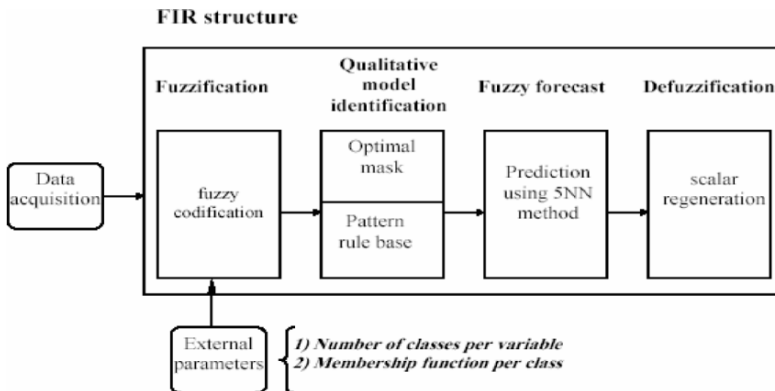 FIR structure
Fuzzification
Qualitative
model
identification
Fuzzy forecast
Defuzzification
Data
acquisition
fuzzy
codification
Optimal
mask
Pattern
rule base
Prediction
using 5NN
method
scalar
regeneration
External
parameters
1) Number of classes per variable
2) Membership function per class